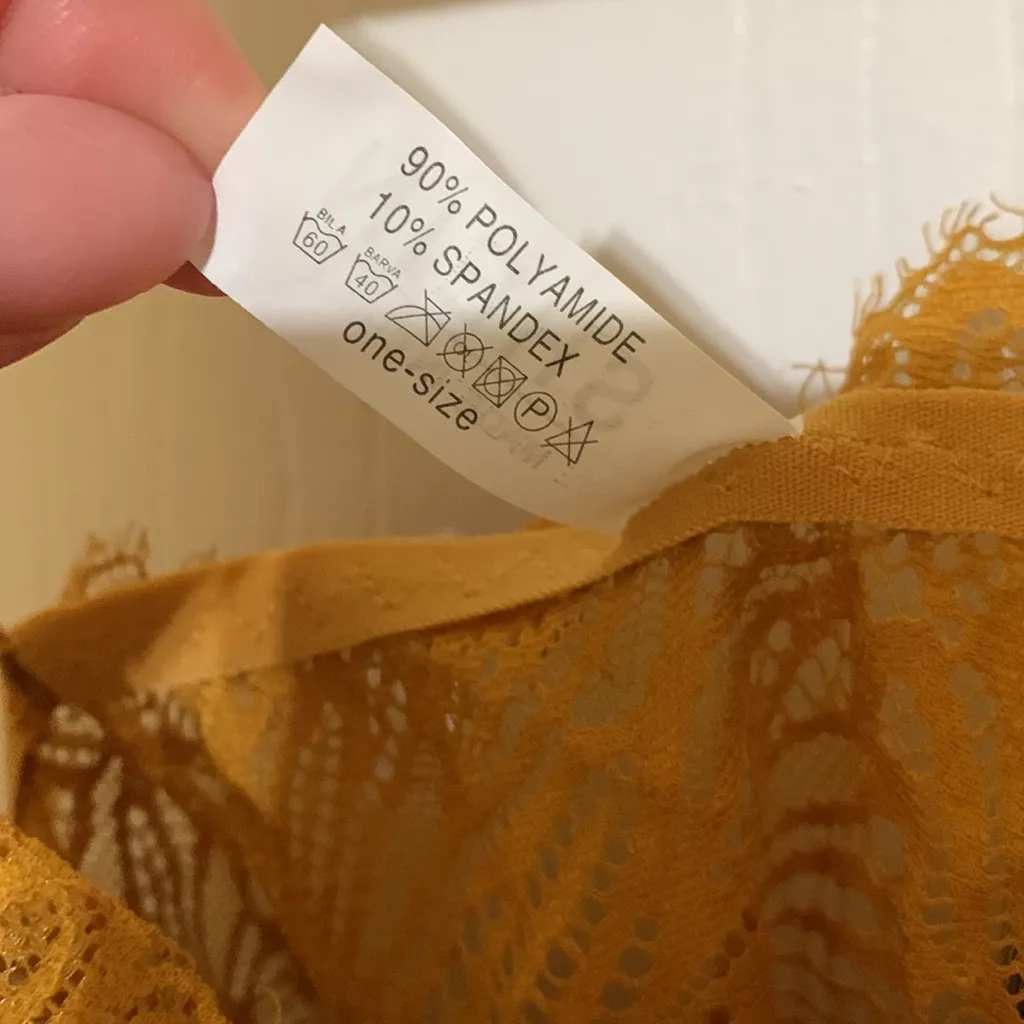 90% POLYAMIDE
10% SPANDEX
BILA BARVA
60 40
P
one-size